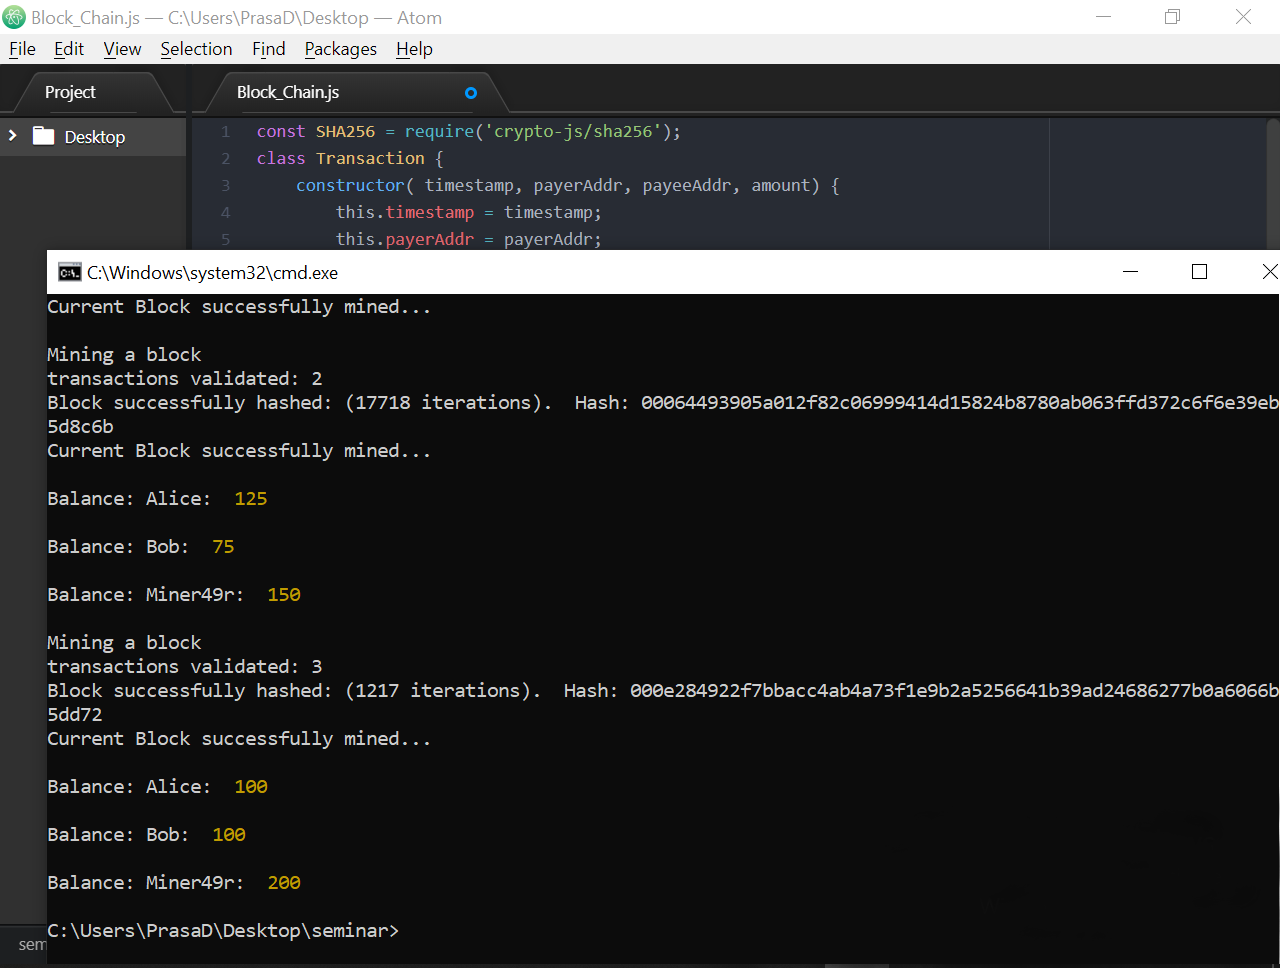 Block_Chain.js — C:\Users\PrasaD\Desktop — Atom
File Edit View Selection Find Packages Help
Project Block_Chain.js
Desktop
1 const SHA256 = require('crypto-js/sha256');
2 class Transaction {
3 constructor( timestamp, payerAddr, payeeAddr, amount) {
4 this.timestamp = timestamp;
5 this.payerAddr = payerAddr;
C:\Windows\system32\cmd.exe
Current Block successfully mined...
Mining a block
transactions validated: 2
Block successfully hashed: (17718 iterations).  Hash: 00064493905a012f82c06999414d15824b8780ab063ffd372c6f6e39eb
5d8c6b
Current Block successfully mined...
Balance: Alice:  125
Balance: Bob:  75
Balance: Miner49r:  150
Mining a block
transactions validated: 3
Block successfully hashed: (1217 iterations).  Hash: 000e284922f7bbacc4ab4a73f1e9b2a5256641b39ad24686277b0a6066b
5dd72
Current Block successfully mined...
Balance: Alice:  100
Balance: Bob:  100
Balance: Miner49r:  200
C:\Users\PrasaD\Desktop\seminar>
sem